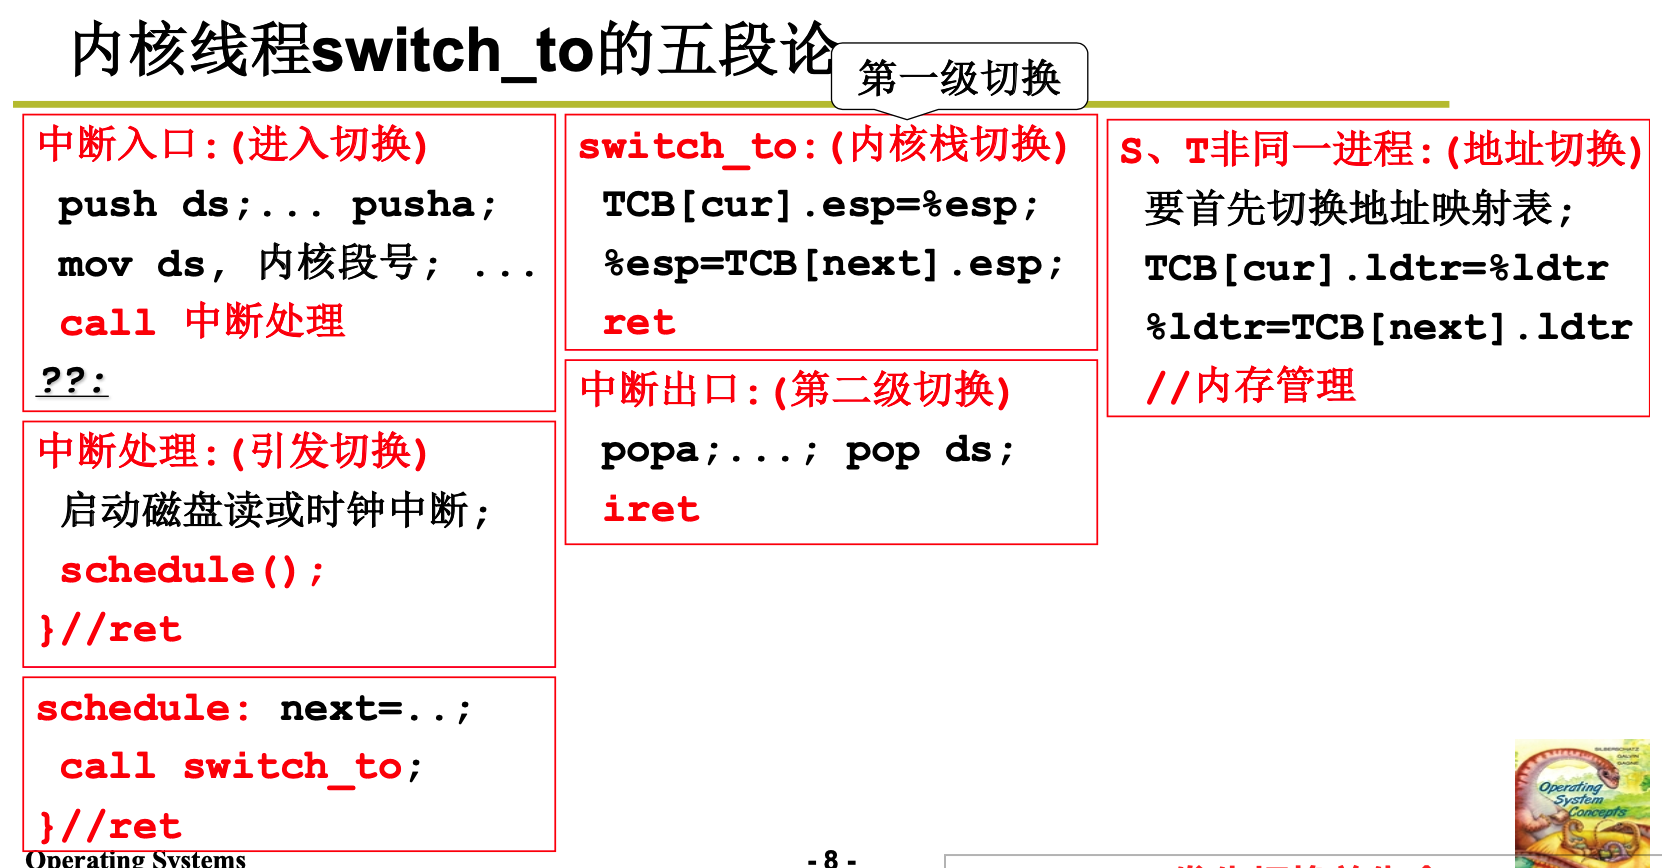 内核线程switch_to的五段论
第一级切换
中断入口:(进入切换)
push ds;... pusha;
mov ds, 内核段号; ...
call 中断处理
??:
中断处理:(引发切换)
启动磁盘读或时钟中断;
schedule();
}//ret
schedule: next=..;
call switch_to;
}//ret
switch_to:(内核栈切换)
TCB[cur].esp=%esp;
%esp=TCB[next].esp;
ret
中断出口:(第二级切换)
popa;...; pop ds;
iret
S、T非同一进程:(地址切换)
要首先切换地址映射表;
TCB[cur].ldtr=%ldtr
%ldtr=TCB[next].ldtr
//内存管理
SILBERSCHATZ
GALVIN
GAGNE
Operating
System
Concepts
Operating Systems
- 8 -